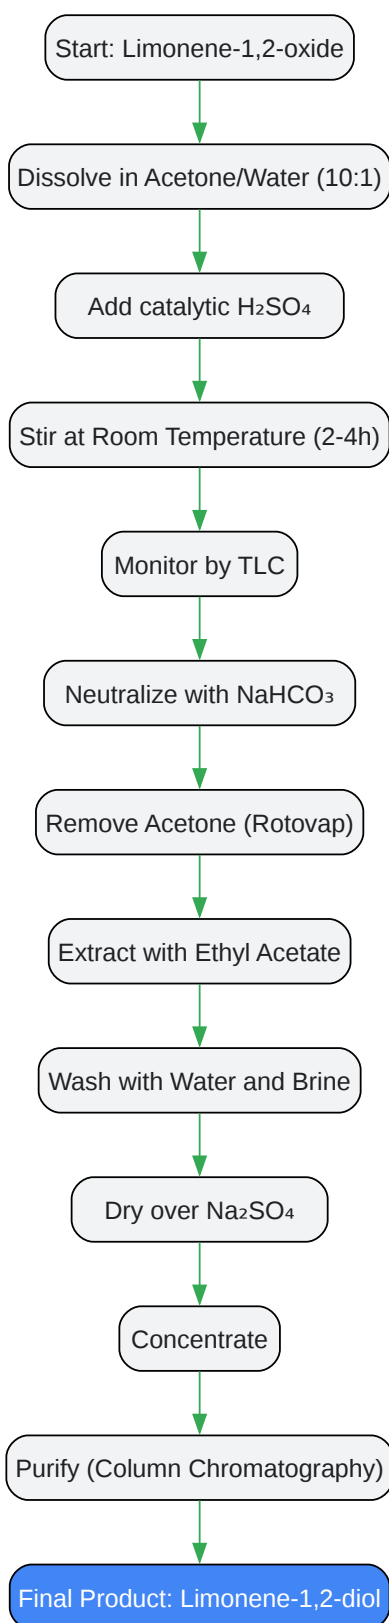 Start: Limonene-1,2-oxide
Dissolve in Acetone/Water (10:1)
Add catalytic H₂SO₄
Stir at Room Temperature (2-4h)
Monitor by TLC
Neutralize with NaHCO₃
Remove Acetone (Rotovap)
Extract with Ethyl Acetate
Wash with Water and Brine
Dry over Na₂SO₄
Concentrate
Purify (Column Chromatography)
Final Product: Limonene-1,2-diol